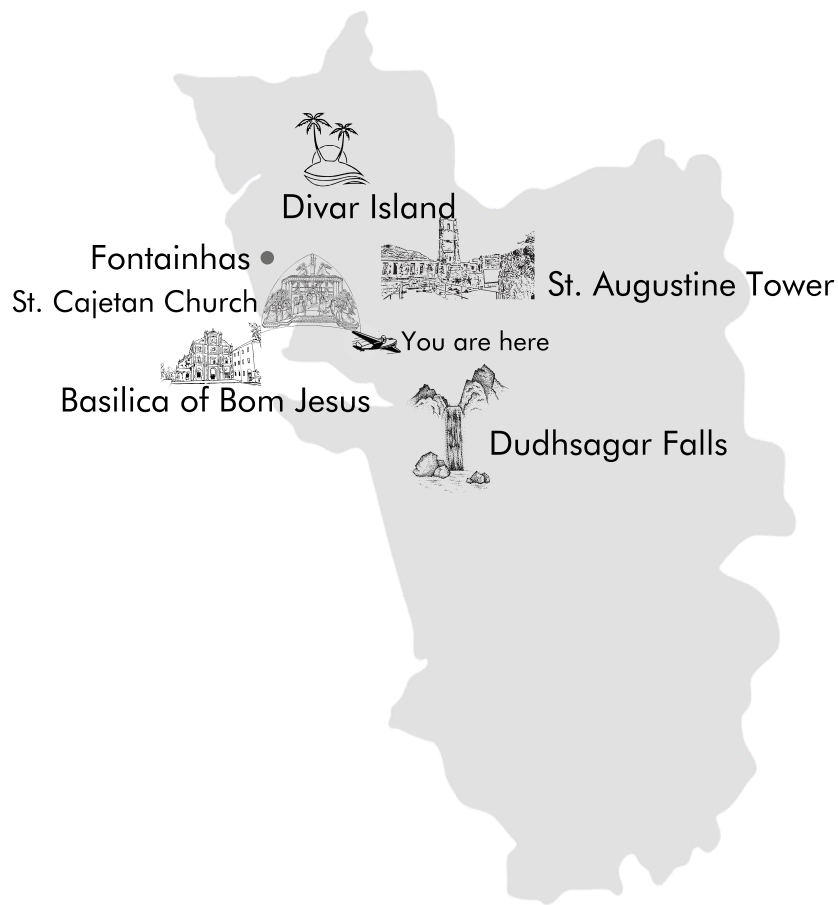 Divar Island
Fontainhas
St. Augustine Tower
St. Cajetan Church
You are here
Basilica of Bom Jesus
Dudhsagar Falls